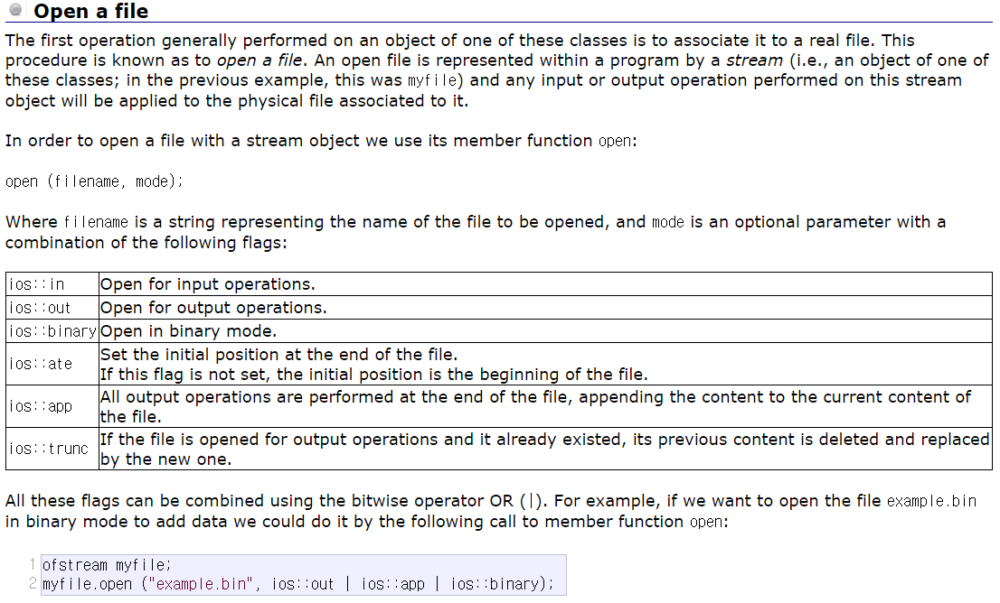 Open a file
The first operation generally performed on an object of one of these classes is to associate it to a real file. This
procedure is known as to open a file. An open file is represented within a program by a stream (i.e., an object of one of
these classes; in the previous example, this was myfile) and any input or output operation performed on this stream
object will be applied to the physical file associated to it.
In order to open a file with a stream object we use its member function open:
open (filename, mode);
Where filename is a string representing the name of the file to be opened, and mode is an optional parameter with a
combination of the following flags:
ios::in Open for input operations.
ios::out Open for output operations.
ios::binary Open in binary mode.
ios::ate Set the initial position at the end of the file.
If this flag is not set, the initial position is the beginning of the file.
ios::app All output operations are performed at the end of the file, appending the content to the current content of
the file.
ios::trunc If the file is opened for output operations and it already existed, its previous content is deleted and replaced
by the new one.
All these flags can be combined using the bitwise operator OR (|). For example, if we want to open the file example.bin
in binary mode to add data we could do it by the following call to member function open:
1 ofstream myfile;
2 myfile.open ("example.bin", ios::out | ios::app | ios::binary);